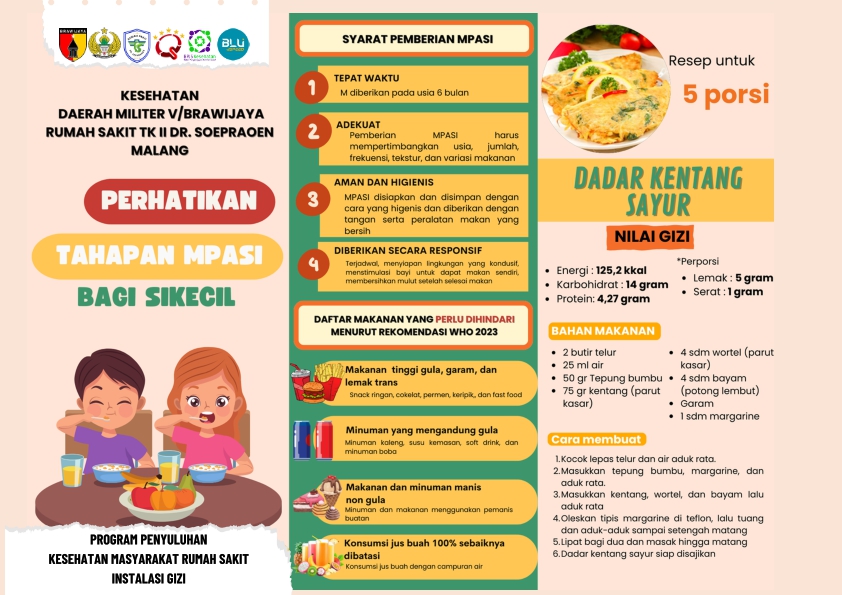 BRAWIJAYA
BLU
KESEHATAN
DAERAH MILITER V/BRAWIJAYA
RUMAH SAKIT TK II DR. SOEPRAOEN
MALANG
PERHATIKAN
TAHAPAN MPASI
BAGI SIKECIL
PROGRAM PENYULUHAN
KESEHATAN MASYARAKAT RUMAH SAKIT
INSTALASI GIZI
SYARAT PEMBERIAN MPASI
1
TEPAT WAKTU
M diberikan pada usia 6 bulan
2
ADEKUAT
Pemberian MPASI harus
mempertimbangkan usia, jumlah,
frekuensi, tekstur, dan variasi makanan
3
AMAN DAN HIGIENIS
MPASI disiapkan dan disimpan dengan
cara yang higenis dan diberikan dengan
tangan serta peralatan makan yang
bersih
4
DIBERIKAN SECARA RESPONSIF
Terjadwal, menyiapan lingkungan yang kondusif,
menstimulasi bayi untuk dapat makan sendiri,
membersihkan mulut setelah selesai makan
DAFTAR MAKANAN YANG PERLU DIHINDARI
MENURUT REKOMENDASI WHO 2023
Makanan tinggi gula, garam, dan
lemak trans
Snack ringan, cokelat, permen, keripik, dan fast food
Minuman yang mengandung gula
Minuman kaleng, susu kemasan, soft drink, dan
minuman boba
Makanan dan minuman manis
non gula
Minuman dan makanan menggunakan pemanis
buatan
Konsumsi jus buah 100% sebaiknya
dibatasi
Konsumsi jus buah dengan campuran air
Resep untuk
5 porsi
DADAR KENTANG
SAYUR
NILAI GIZI
*Perporsi
• Energi : 125,2 kkal
• Karbohidrat : 14 gram
• Protein: 4,27 gram
• Lemak : 5 gram
• Serat : 1 gram
BAHAN MAKANAN
• 2 butir telur
• 25 ml air
• 50 gr Tepung bumbu
• 75 gr kentang (parut
kasar)
• 4 sdm wortel (parut
kasar)
• 4 sdm bayam
(potong lembut)
• Garam
• 1 sdm margarine
Cara membuat
1.Kocok lepas telur dan air aduk rata.
2.Masukkan tepung bumbu, margarine, dan
aduk rata.
3.Masukkan kentang, wortel, dan bayam lalu
aduk rata
4.Oleskan tipis margarine di teflon, lalu tuang
dan aduk-aduk sampai setengah matang
5.Lipat bagi dua dan masak hingga matang
6.Dadar kentang sayur siap disajikan